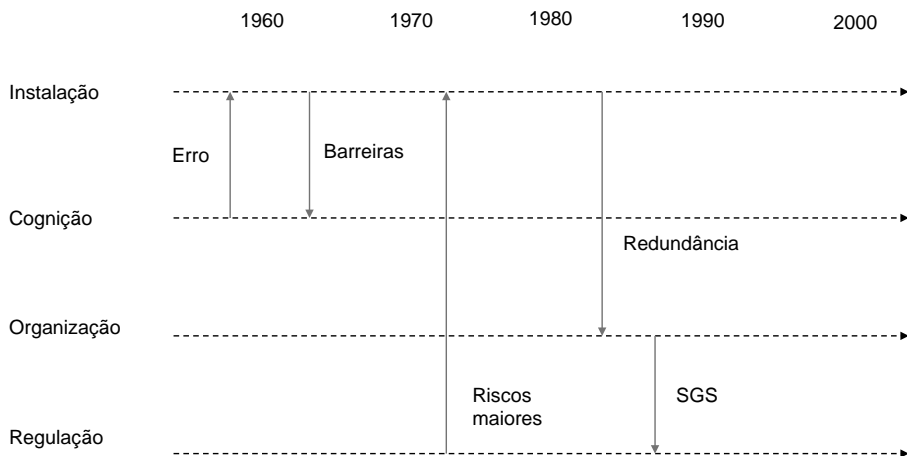 1960 1970 1980 1990 2000
Instalação
Erro
Barreiras
Cognição
Redundância
Organização
Riscos
maiores
SGS
Regulação